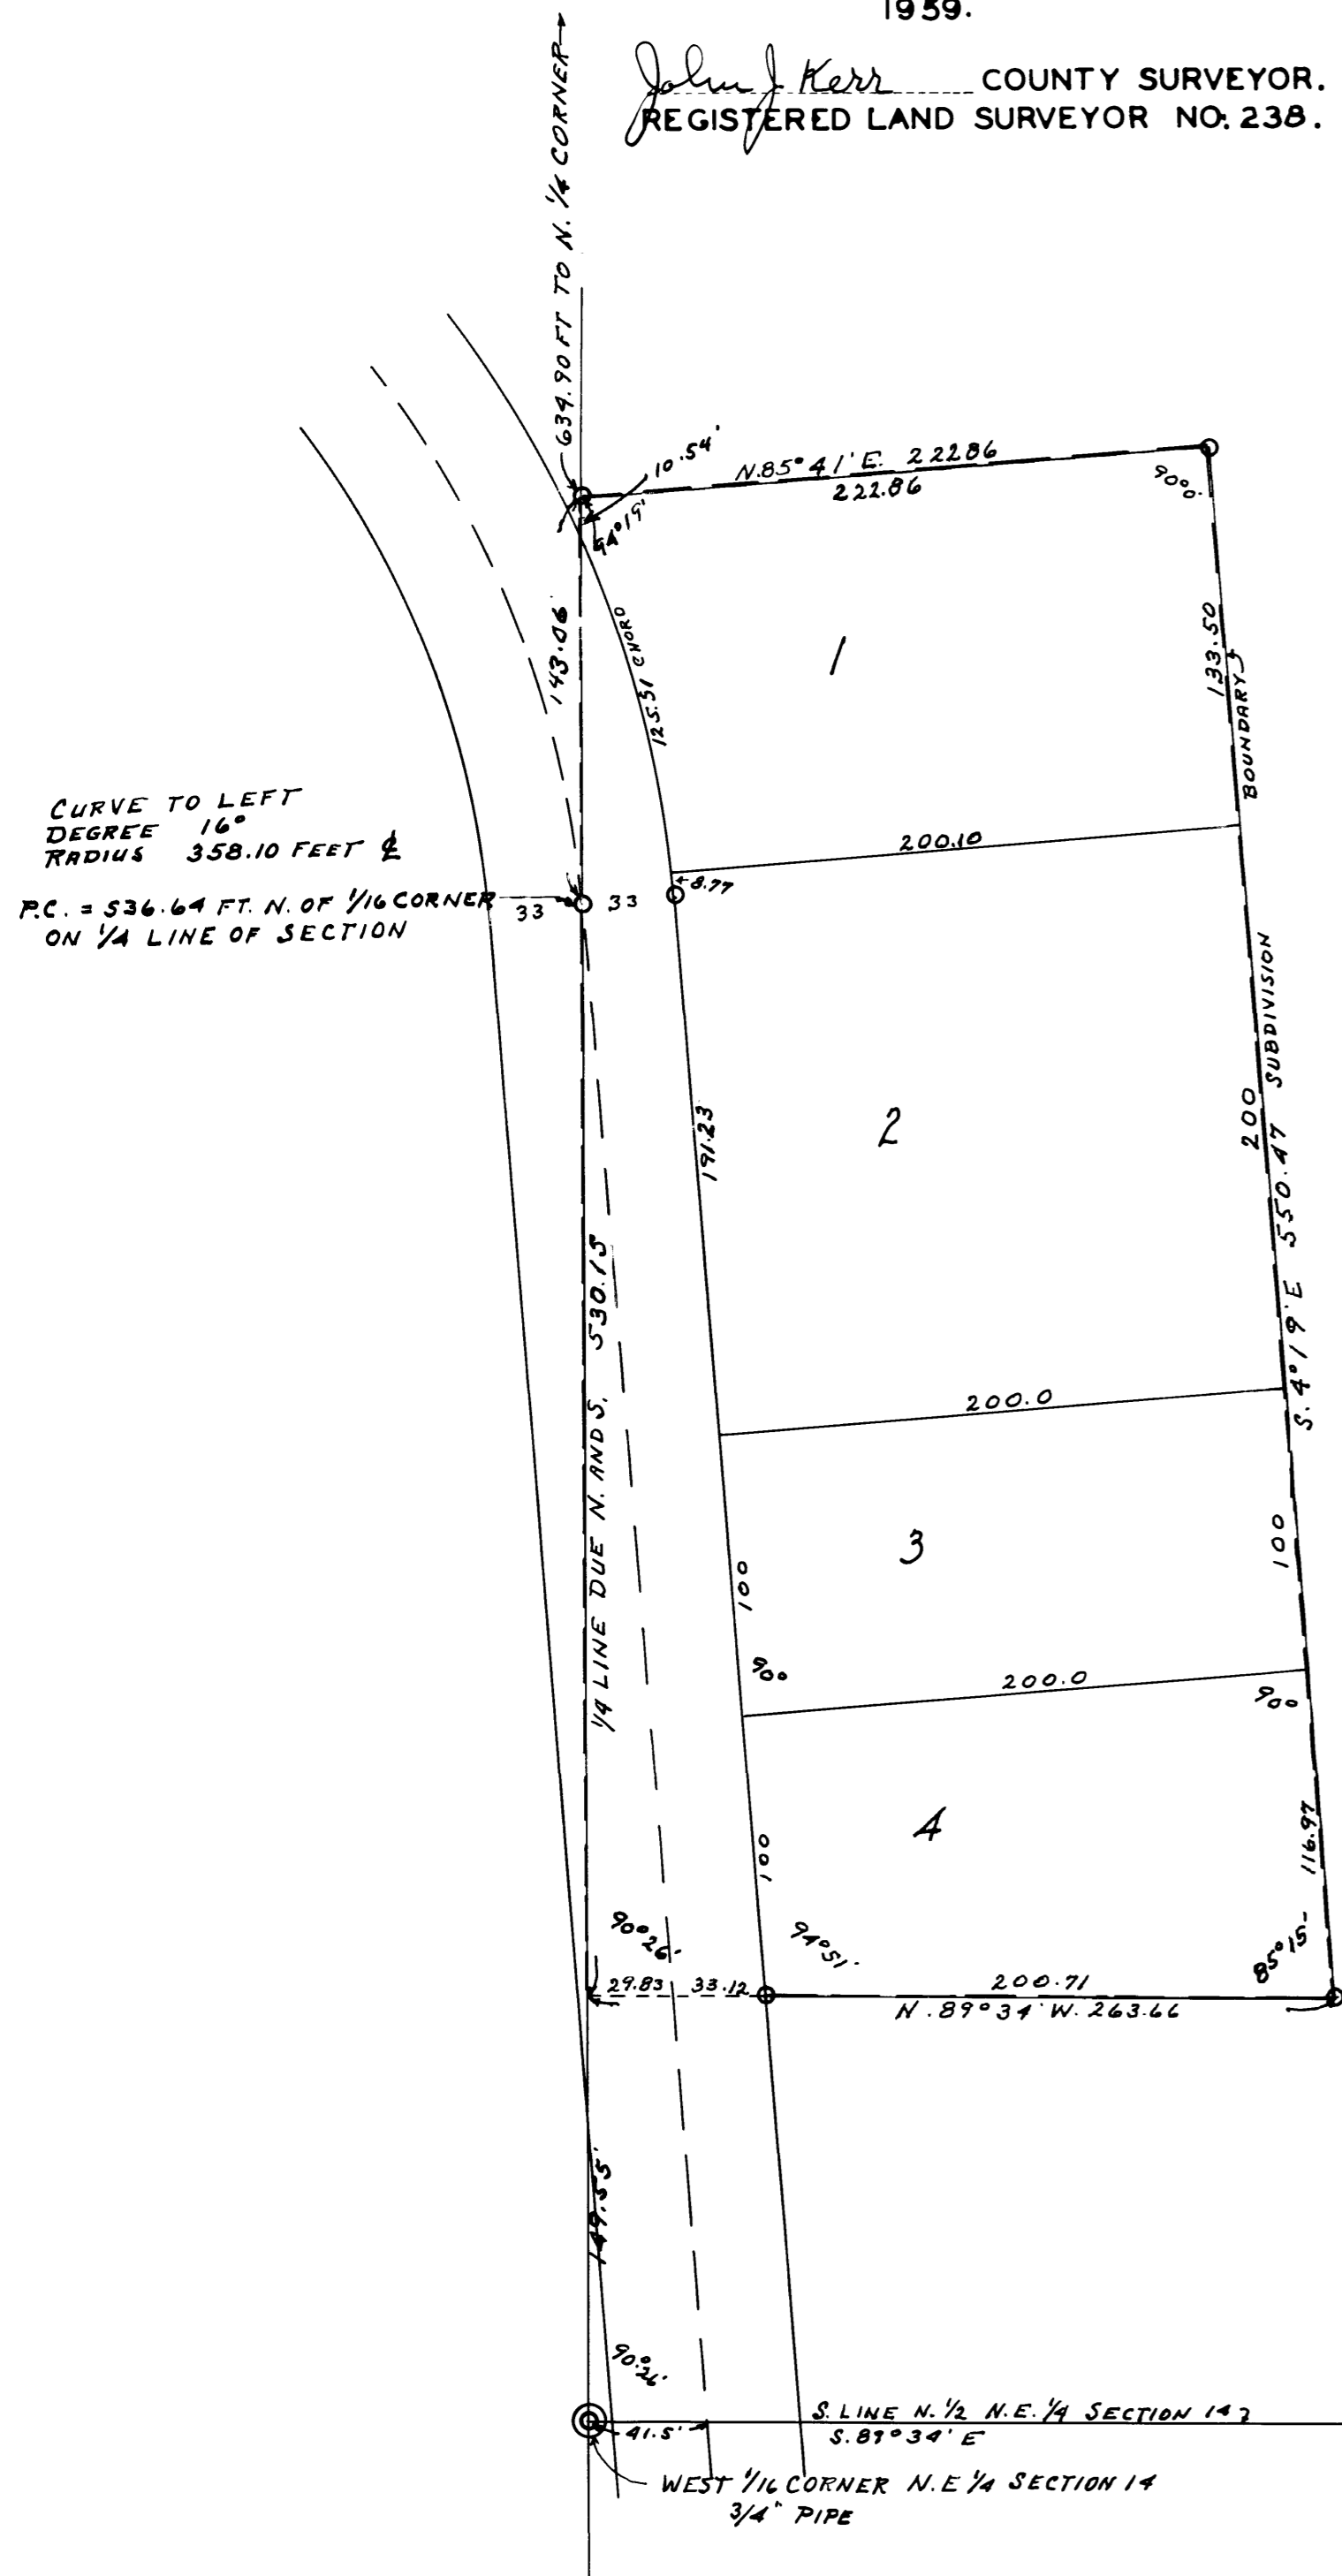 1959.
John J Kerr COUNTY SURVEYOR.
REGISTERED LAND SURVEYOR NO. 238.
634.90 FT TO N. 1/4 CORNER
10.54'
N.85°41'E. 222.86
222.86
90°0'
94°19'
143.06
125.51 CHORD
1
133.50
BOUNDARY
CURVE TO LEFT
DEGREE 16°
RADIUS 358.10 FEET ℄
200.10
8.77
P.C. = 536.64 FT. N. OF 1/16 CORNER
ON 1/4 LINE OF SECTION
33
33
SUBDIVISION
200
2
191.23
530.15
S. 4°19'E 550.47
200.0
1/4 LINE DUE N. AND S.
3
100
100
90°
200.0
90°
4
100
116.97
90°26'
94°51'
85°15'
29.83
33.12
200.71
N. 89°34' W. 263.66
149.55'
90°26'
S. LINE N. 1/2 N.E. 1/4 SECTION 14
41.5'
S. 89°34' E
WEST 1/16 CORNER N.E 1/4 SECTION 14
3/4" PIPE